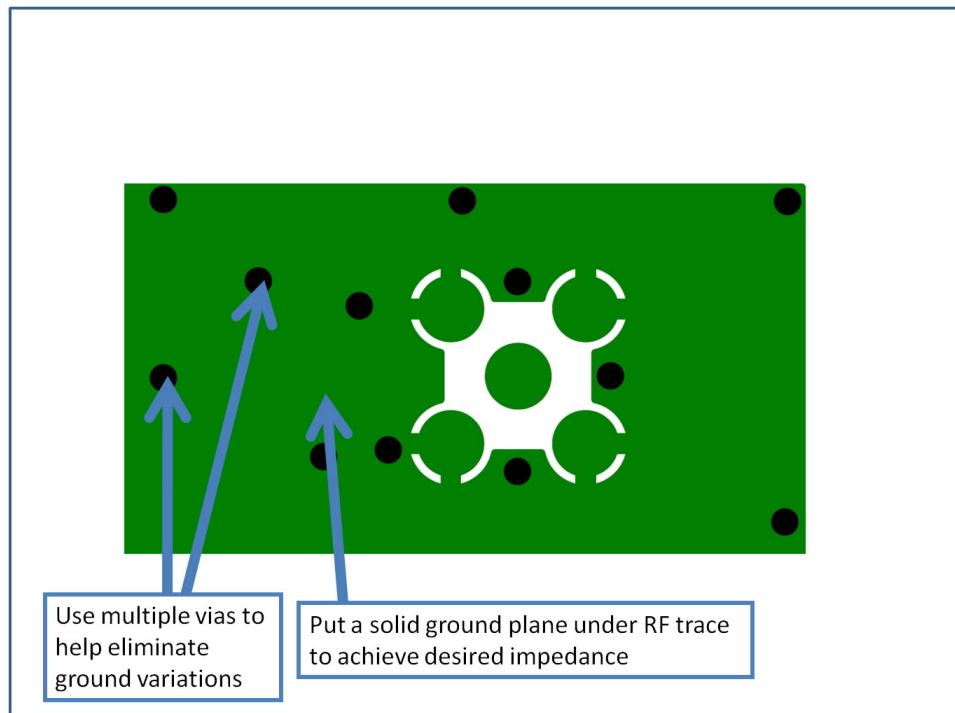 Use multiple vias to
help eliminate
ground variations
Put a solid ground plane under RF trace
to achieve desired impedance